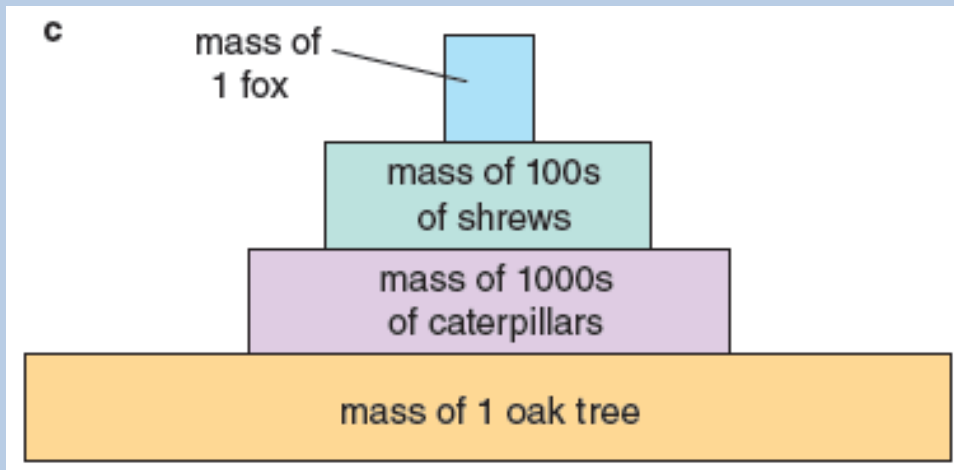 c
mass of
1 fox
mass of 100s
of shrews
mass of 1000s
of caterpillars
mass of 1 oak tree